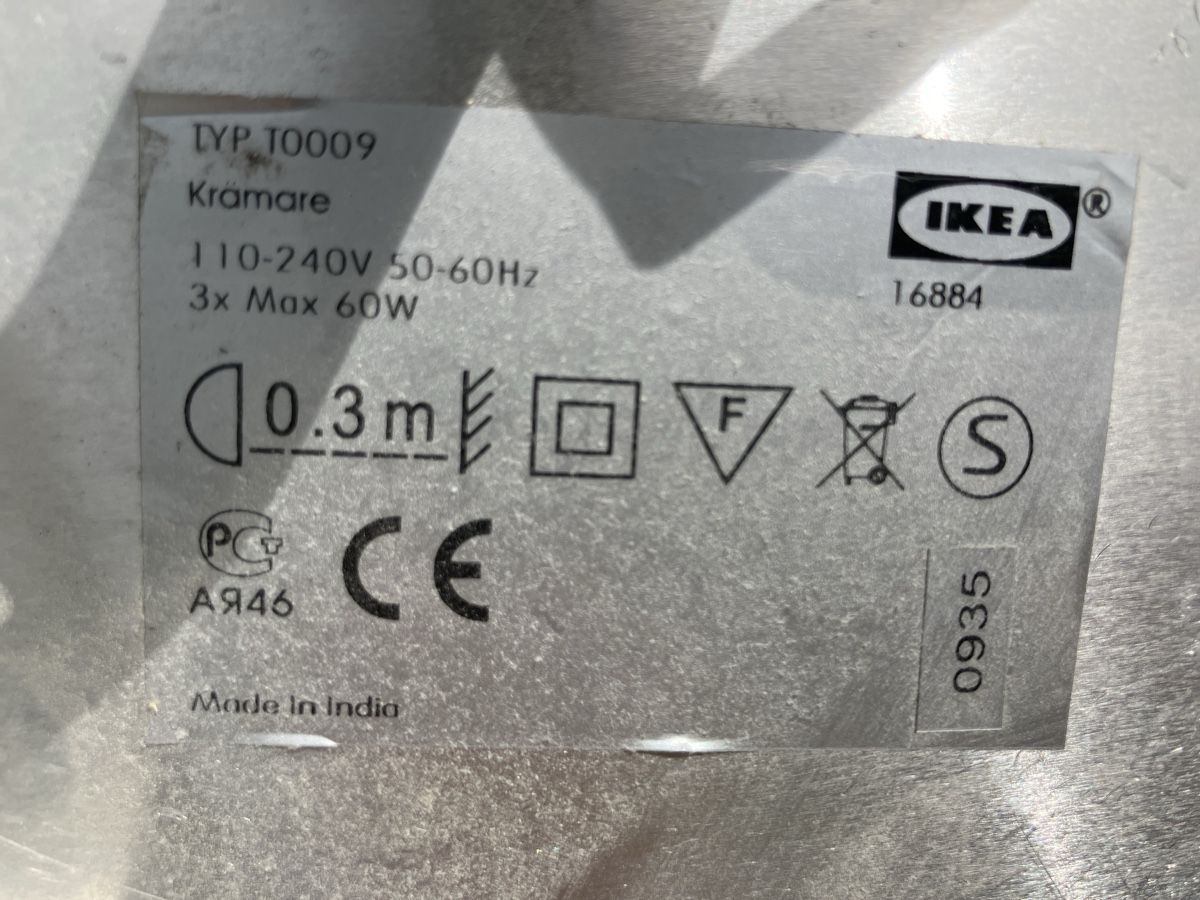 TYP T0009
Krämare
110-240V 50-60Hz
3x Max 60W
IKEA®
16884
0.3 m
F
S
PCT
АЯ46
CE
0935
Made in India